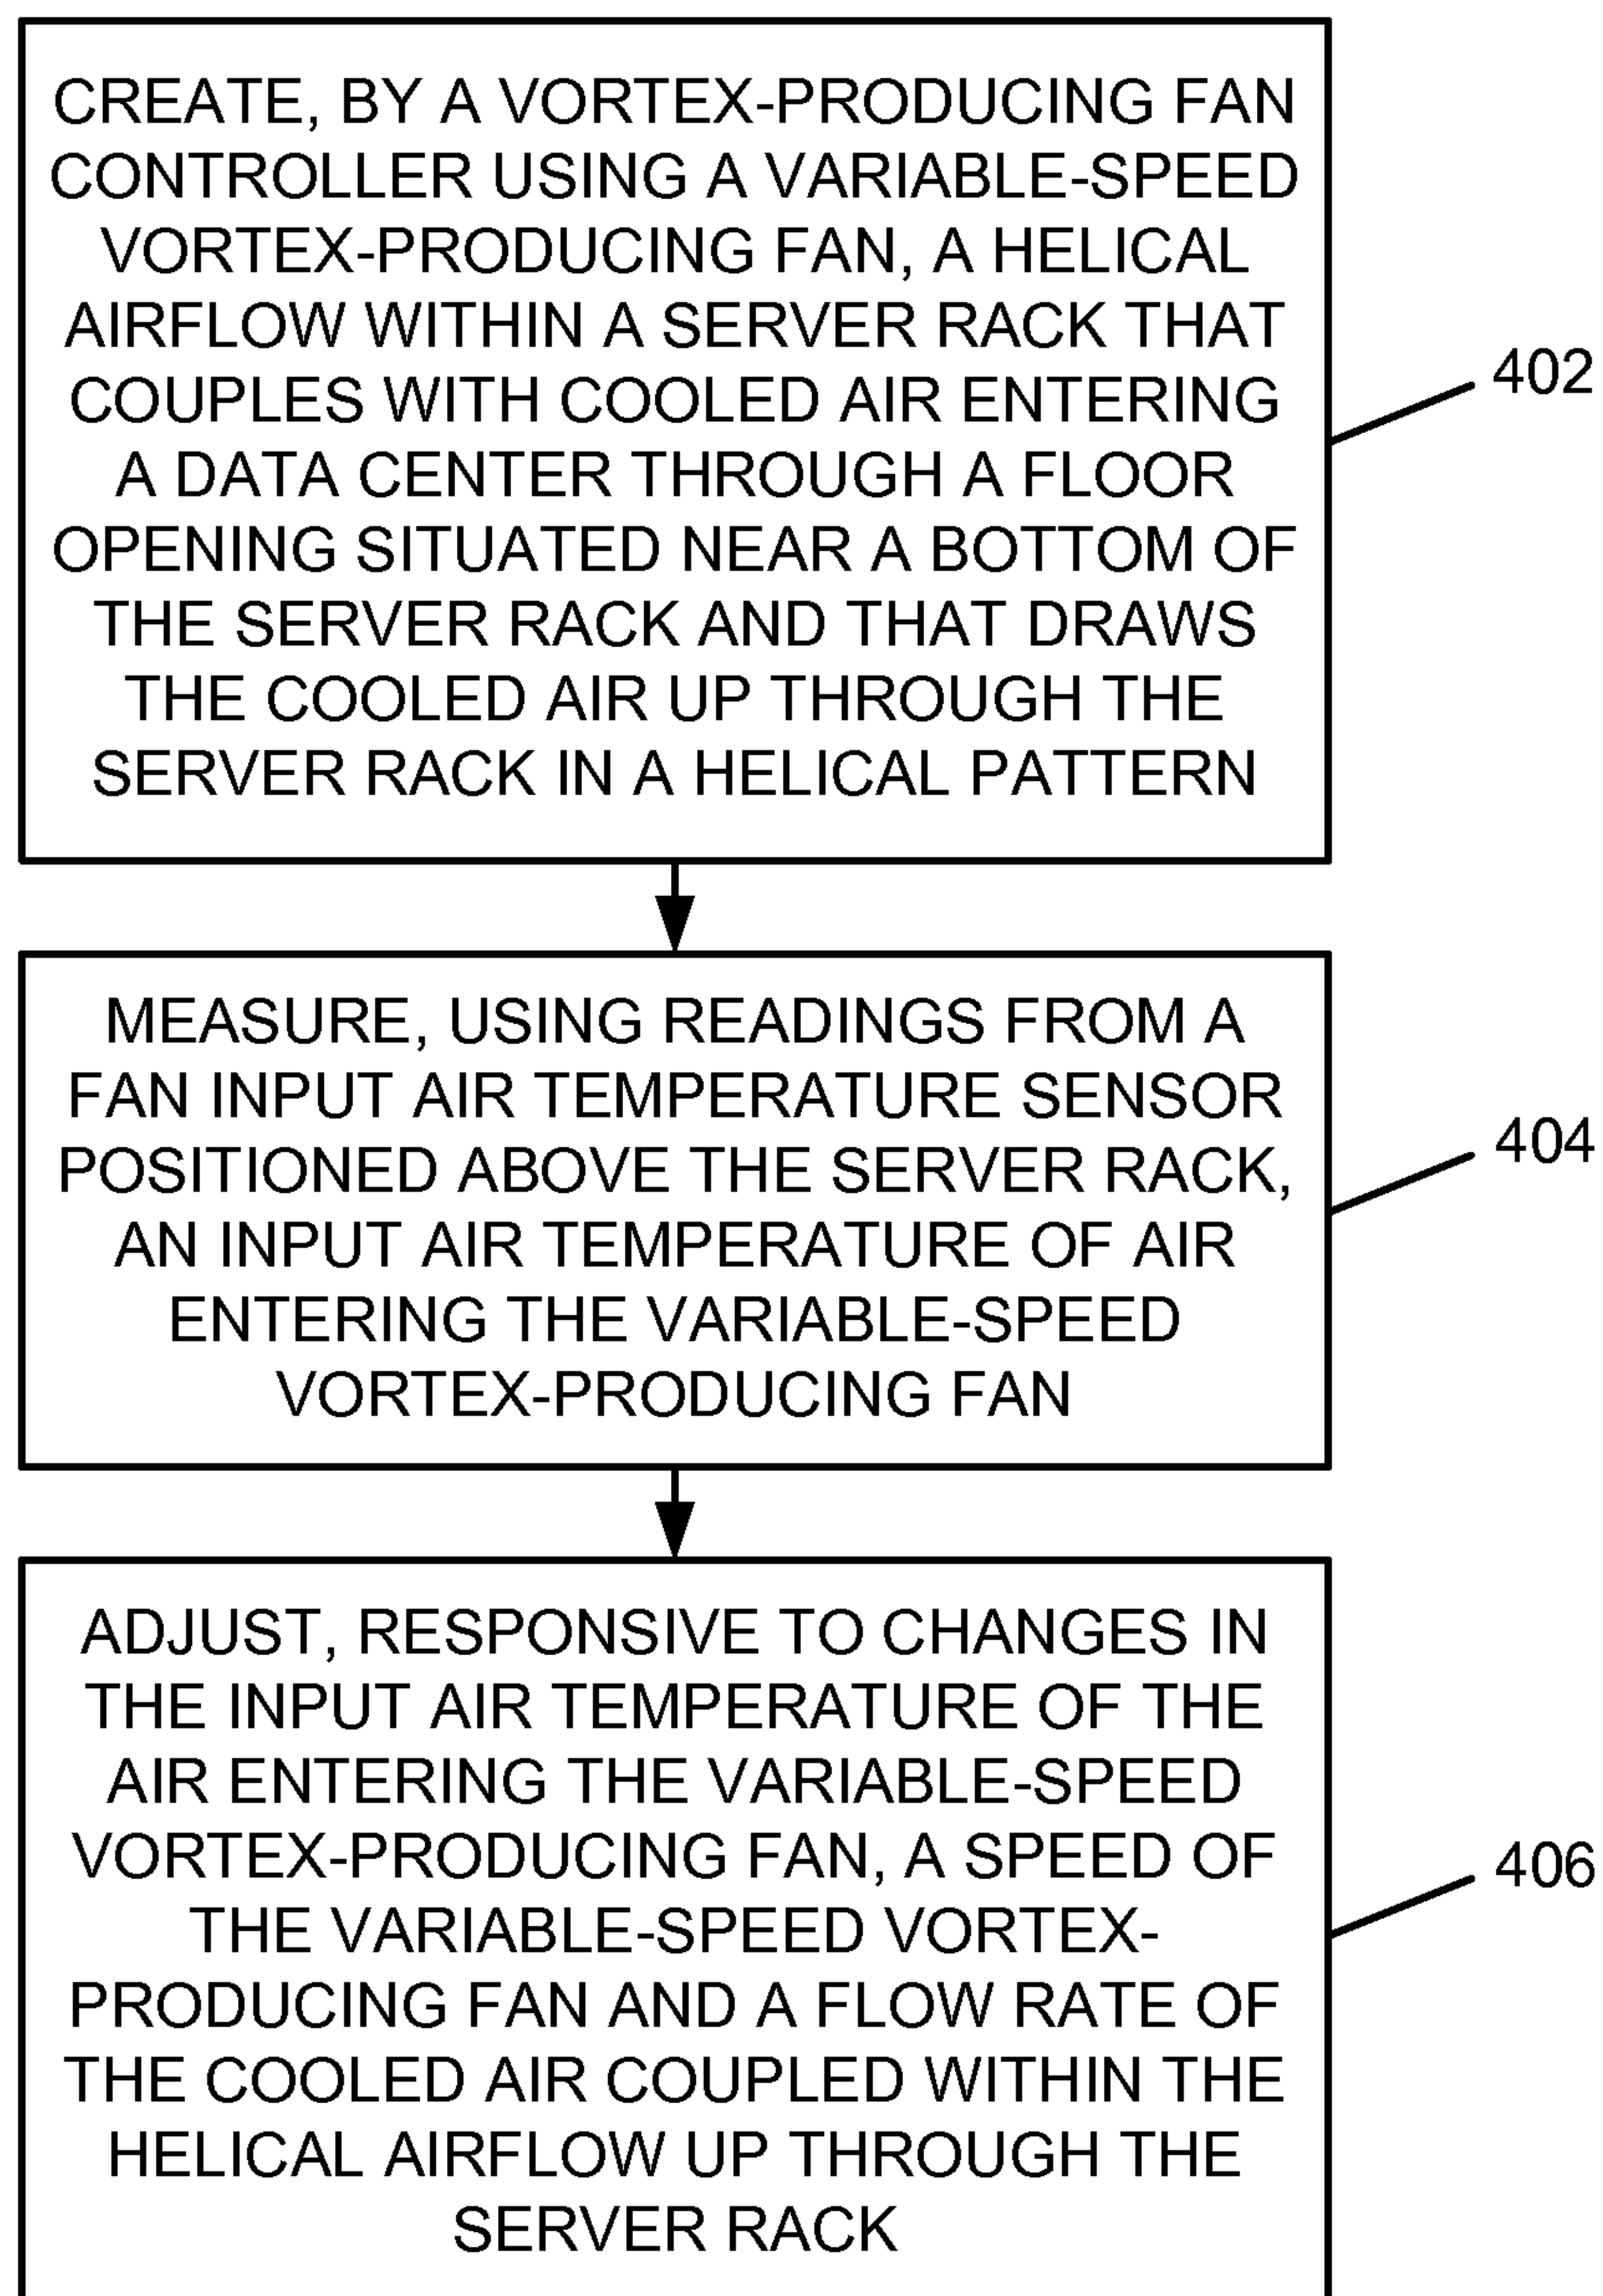 CREATE, BY A VORTEX-PRODUCING FAN
CONTROLLER USING A VARIABLE-SPEED
VORTEX-PRODUCING FAN, A HELICAL
AIRFLOW WITHIN A SERVER RACK THAT
COUPLES WITH COOLED AIR ENTERING
A DATA CENTER THROUGH A FLOOR
OPENING SITUATED NEAR A BOTTOM OF
THE SERVER RACK AND THAT DRAWS
THE COOLED AIR UP THROUGH THE
SERVER RACK IN A HELICAL PATTERN
402
MEASURE, USING READINGS FROM A
FAN INPUT AIR TEMPERATURE SENSOR
POSITIONED ABOVE THE SERVER RACK,
AN INPUT AIR TEMPERATURE OF AIR
ENTERING THE VARIABLE-SPEED
VORTEX-PRODUCING FAN
404
ADJUST, RESPONSIVE TO CHANGES IN
THE INPUT AIR TEMPERATURE OF THE
AIR ENTERING THE VARIABLE-SPEED
VORTEX-PRODUCING FAN, A SPEED OF
THE VARIABLE-SPEED VORTEX-
PRODUCING FAN AND A FLOW RATE OF
THE COOLED AIR COUPLED WITHIN THE
HELICAL AIRFLOW UP THROUGH THE
SERVER RACK
406